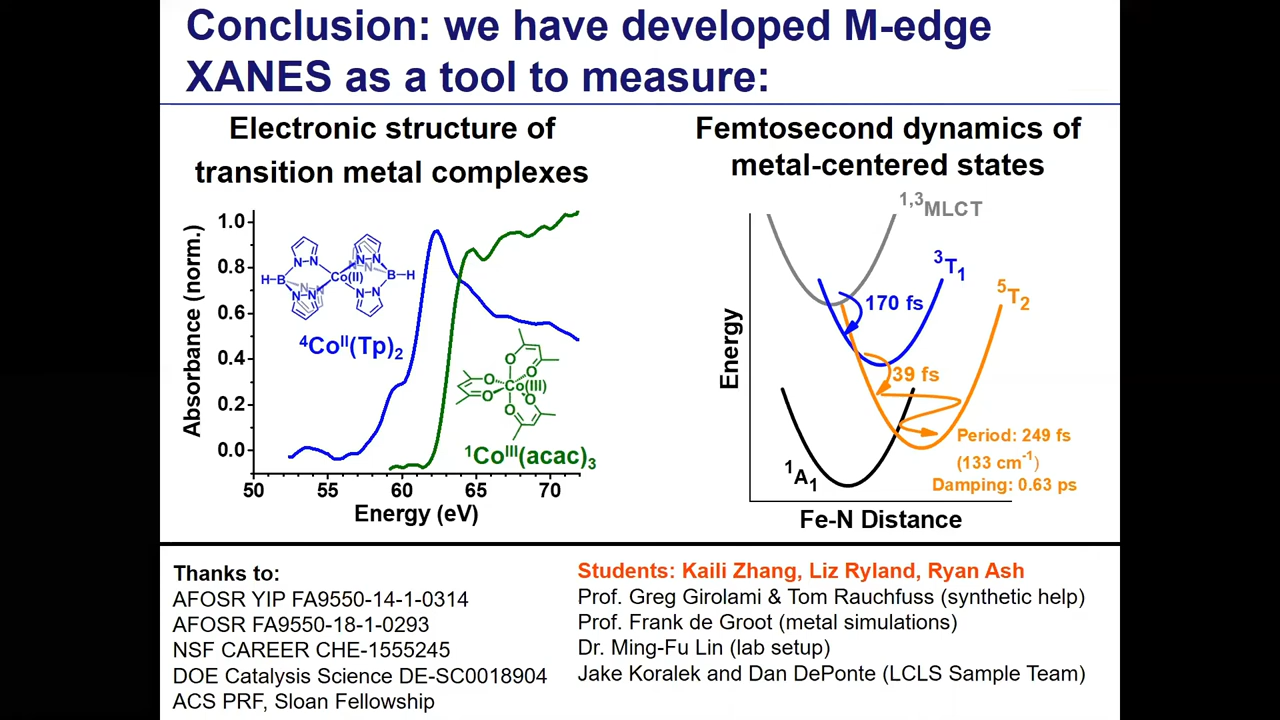 Conclusion: we have developed M-edge
XANES as a tool to measure:
Electronic structure of
transition metal complexes
Absorbance (norm.)
1.0
0.8
0.6
0.4
0.2
0.0
50
55
60
65
70
Energy (eV)
N N
N N
H-B
Co(II)
B-H
N N
N N
⁴Coᴵᴵ(Tp)₂
O
O
O
Co(III)
O
O
O
¹Coᴵᴵᴵ(acac)₃
Femtosecond dynamics of
metal-centered states
Energy
¹,³MLCT
³T₁
⁵T₂
170 fs
39 fs
Period: 249 fs
(133 cm⁻¹)
Damping: 0.63 ps
¹A₁
Fe-N Distance
Thanks to:
AFOSR YIP FA9550-14-1-0314
AFOSR FA9550-18-1-0293
NSF CAREER CHE-1555245
DOE Catalysis Science DE-SC0018904
ACS PRF, Sloan Fellowship
Students: Kaili Zhang, Liz Ryland, Ryan Ash
Prof. Greg Girolami & Tom Rauchfuss (synthetic help)
Prof. Frank de Groot (metal simulations)
Dr. Ming-Fu Lin (lab setup)
Jake Koralek and Dan DePonte (LCLS Sample Team)